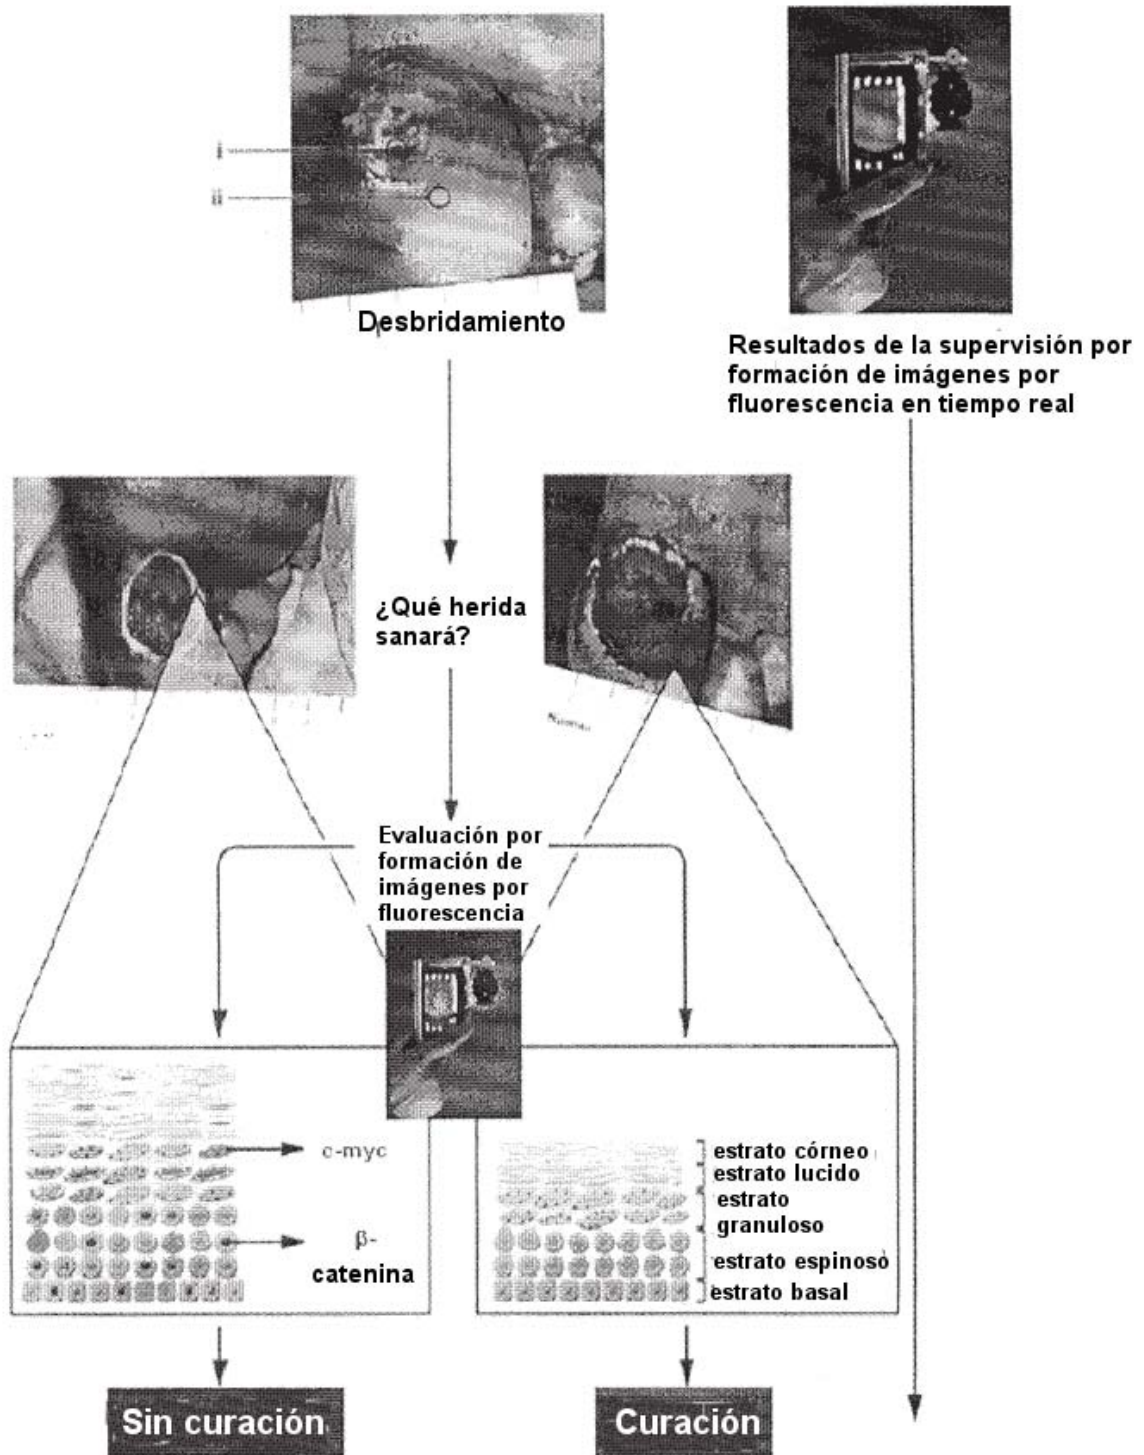 Desbridamiento
Resultados de la supervisión por
formación de imágenes por
fluorescencia en tiempo real
¿Qué herida
sanará?
Evaluación por
formación de
imágenes por
fluorescencia
c-myc
β-
catenina
estrato córneo
estrato lucido
estrato
granuloso
estrato espinoso
estrato basal
Sin curación
Curación